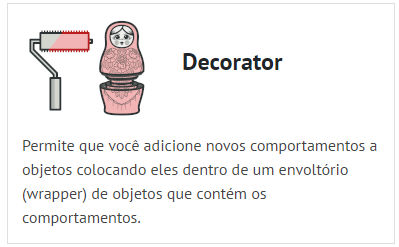 Decorator
Permite que você adicione novos comportamentos a
objetos colocando eles dentro de um envoltório
(wrapper) de objetos que contém os
comportamentos.